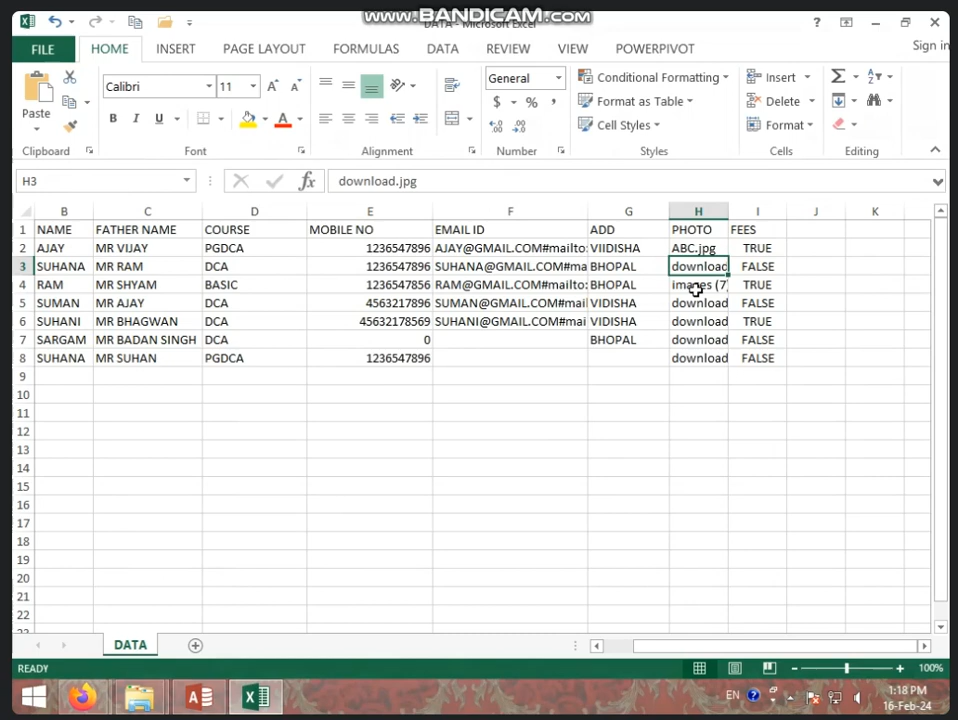 WWW.BANDICAM.COM
FILE HOME INSERT PAGE LAYOUT FORMULAS DATA REVIEW VIEW POWERPIVOT Sign in
Calibri 11 General Conditional Formatting Insert
Paste B I U $ % , Format as Table Delete
Cell Styles Format
Clipboard Font Alignment Number Styles Cells Editing
H3 fx download.jpg
B C D E F G H I J K
1 NAME FATHER NAME COURSE MOBILE NO EMAIL ID ADD PHOTO FEES
2 AJAY MR VIJAY PGDCA 1236547896 AJAY@GMAIL.COM#mailto: VIIDISHA ABC.jpg TRUE
3 SUHANA MR RAM DCA 1236547896 SUHANA@GMAIL.COM#ma BHOPAL download FALSE
4 RAM MR SHYAM BASIC 1236547856 RAM@GMAIL.COM#mailto: BHOPAL images (7) TRUE
5 SUMAN MR AJAY DCA 4563217896 SUMAN@GMAIL.COM#mail VIDISHA download FALSE
6 SUHANI MR BHAGWAN DCA 45632178569 SUHANI@GMAIL.COM#mai VIDISHA download TRUE
7 SARGAM MR BADAN SINGH DCA 0 BHOPAL download FALSE
8 SUHANA MR SUHAN PGDCA 1236547896 download FALSE
9
10
11
12
13
14
15
16
17
18
19
20
21
22
DATA
READY 100%
EN 1:18 PM
16-Feb-24